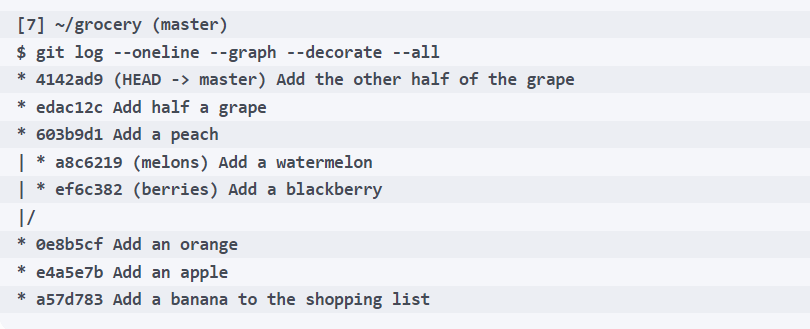 [7] ~/grocery (master)
$ git log --oneline --graph --decorate --all
* 4142ad9 (HEAD -> master) Add the other half of the grape
* edac12c Add half a grape
* 603b9d1 Add a peach
| * a8c6219 (melons) Add a watermelon
| * ef6c382 (berries) Add a blackberry
|/
* 0e8b5cf Add an orange
* e4a5e7b Add an apple
* a57d783 Add a banana to the shopping list